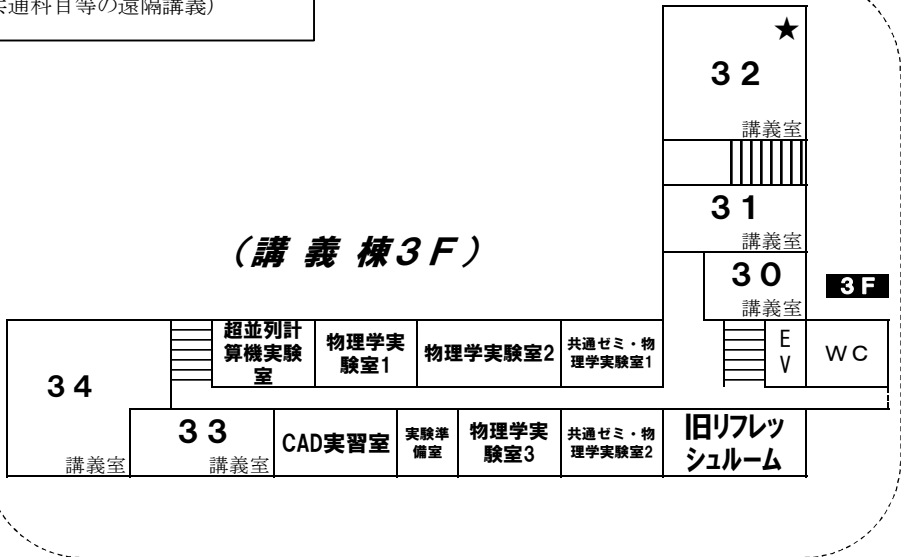 共通科目等の遠隔講義)
★
32
講義室
31
講義室
(講義棟3F)
30
講義室
3F
超並列計
算機実験
室
物理学実
験室1
物理学実験室2
共通ゼミ・物
理学実験室1
E
V
WC
34
講義室
33
講義室
CAD実習室
実験準
備室
物理学実
験室3
共通ゼミ・物
理学実験室2
旧リフレッ
シュルーム